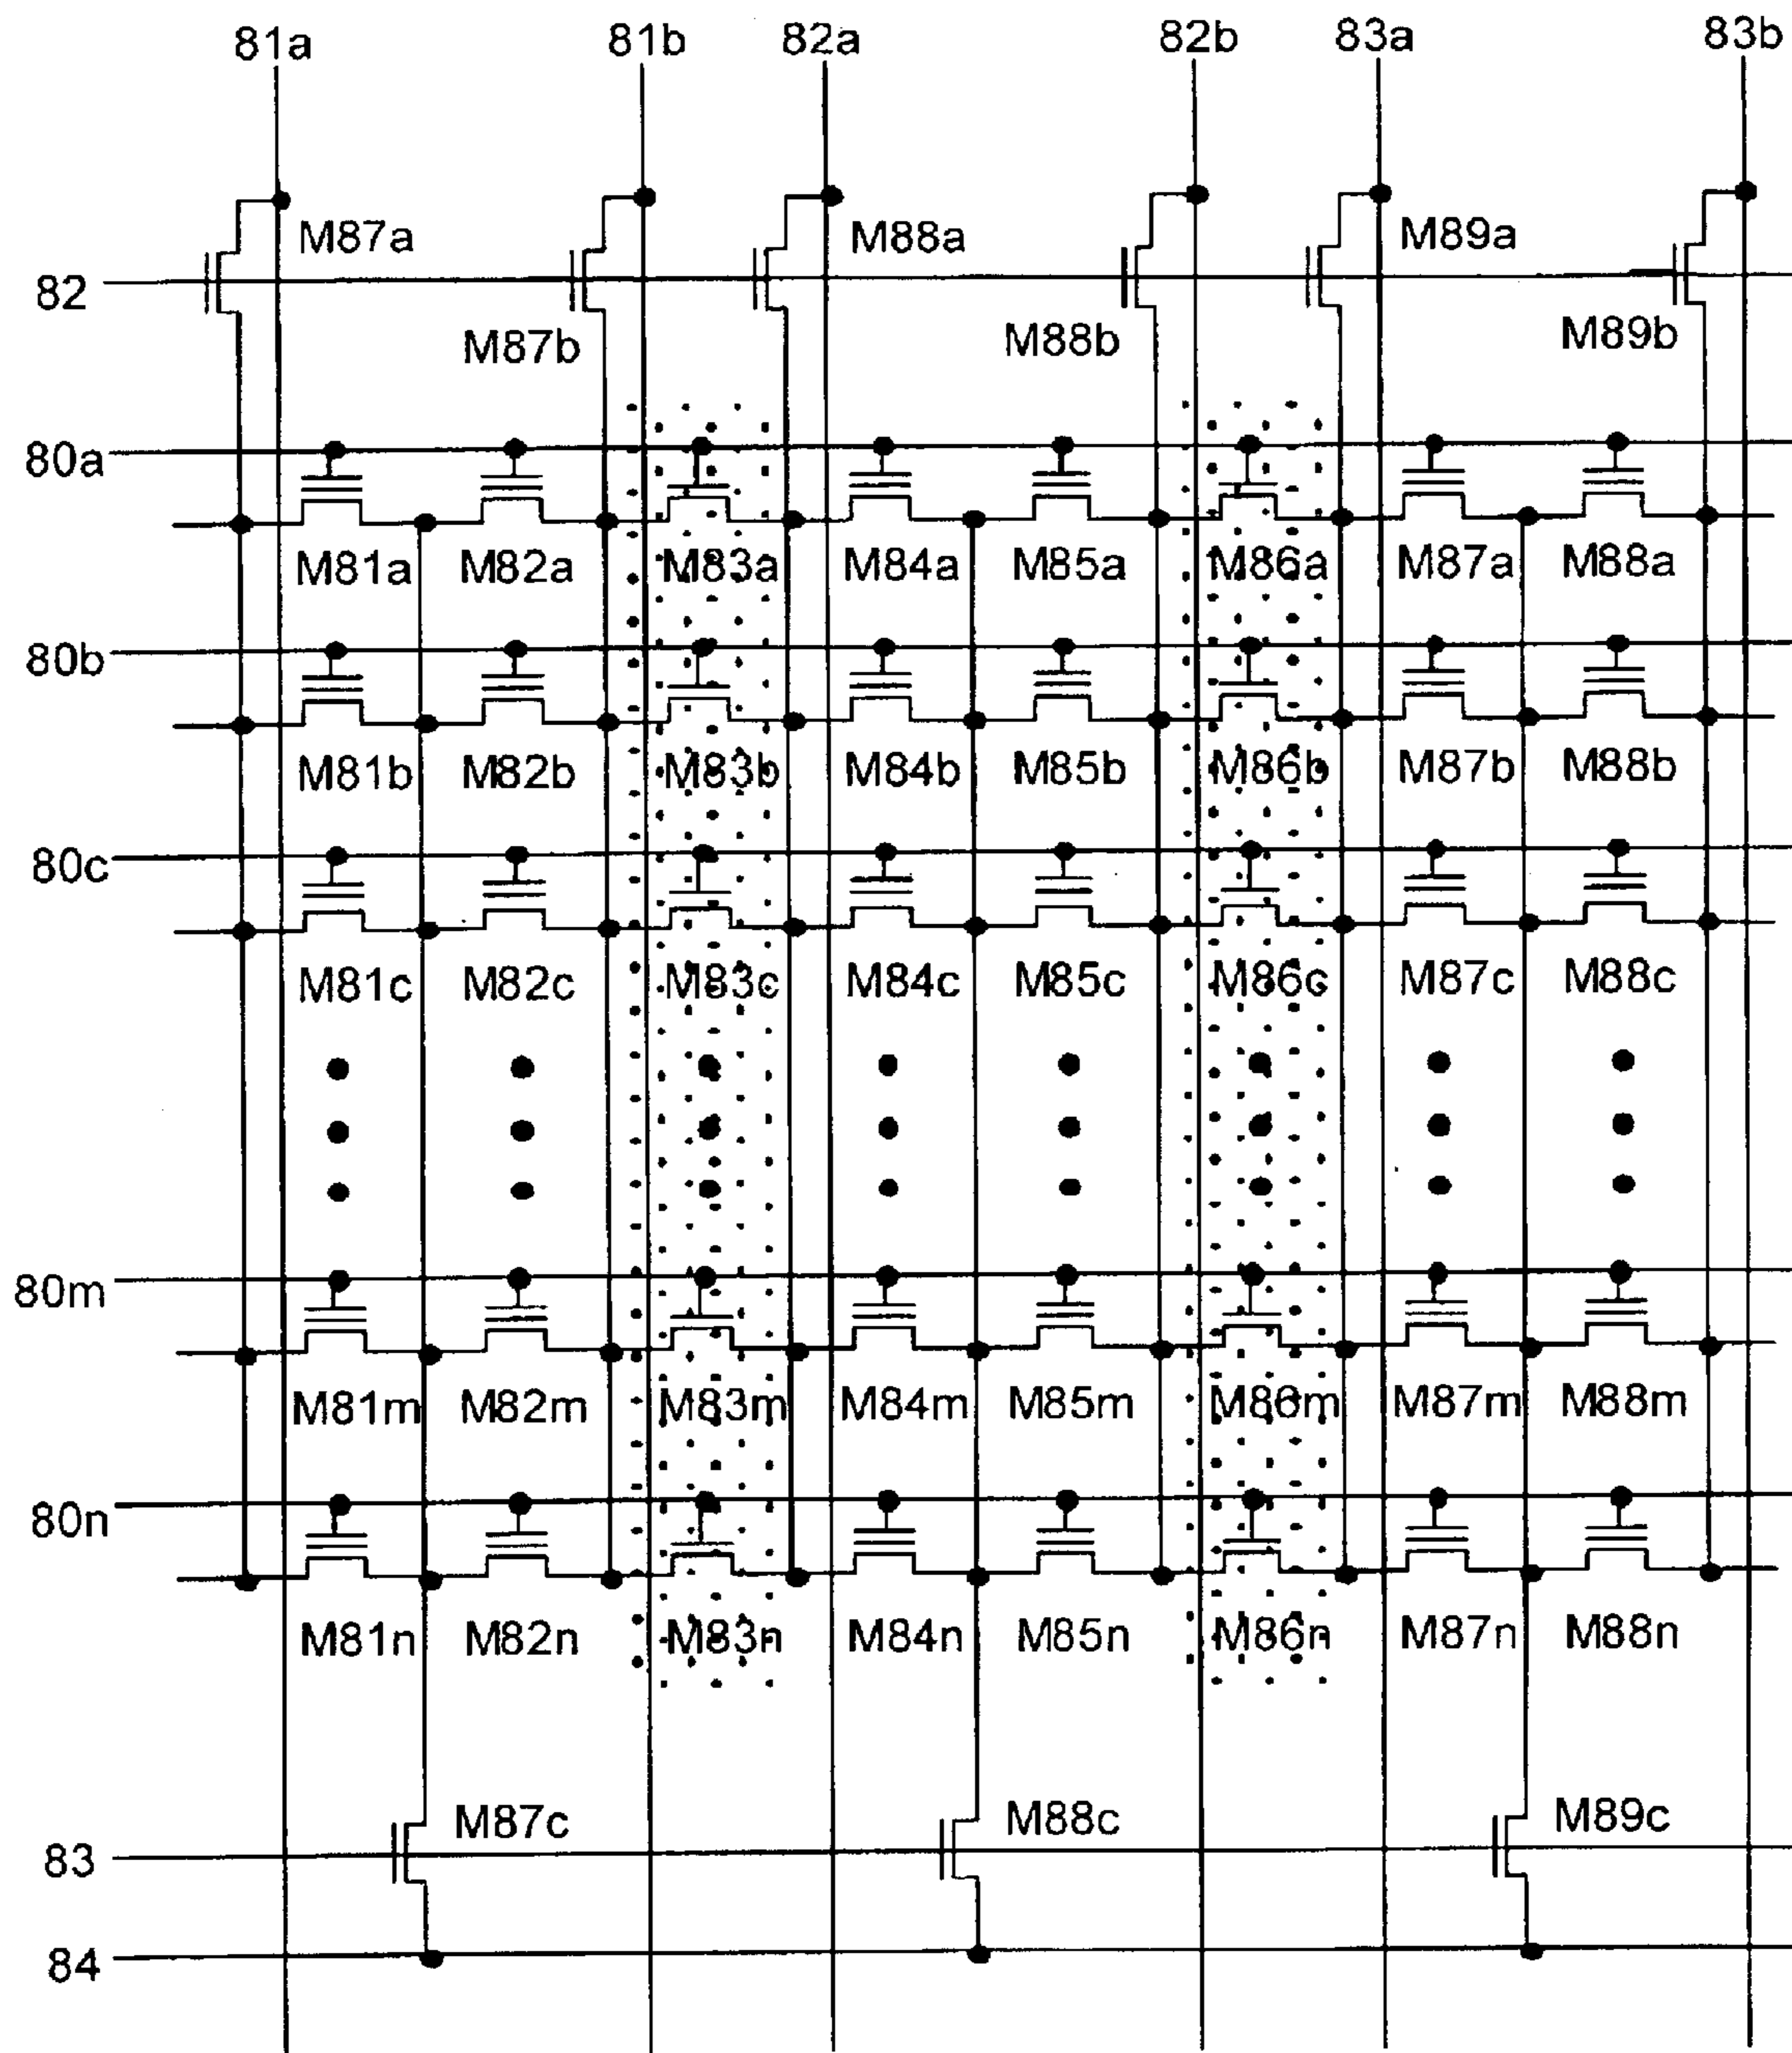 81a 81b 82a 82b 83a 83b
M87a M88a M89a
82
M87b M88b M89b
80a
M81a M82a M83a M84a M85a M86a M87a M88a
80b
M81b M82b M83b M84b M85b M86b M87b M88b
80c
M81c M82c M83c M84c M85c M86c M87c M88c
80m
M81m M82m M83m M84m M85m M86m M87m M88m
80n
M81n M82n M83n M84n M85n M86n M87n M88n
M87c M88c M89c
83
84